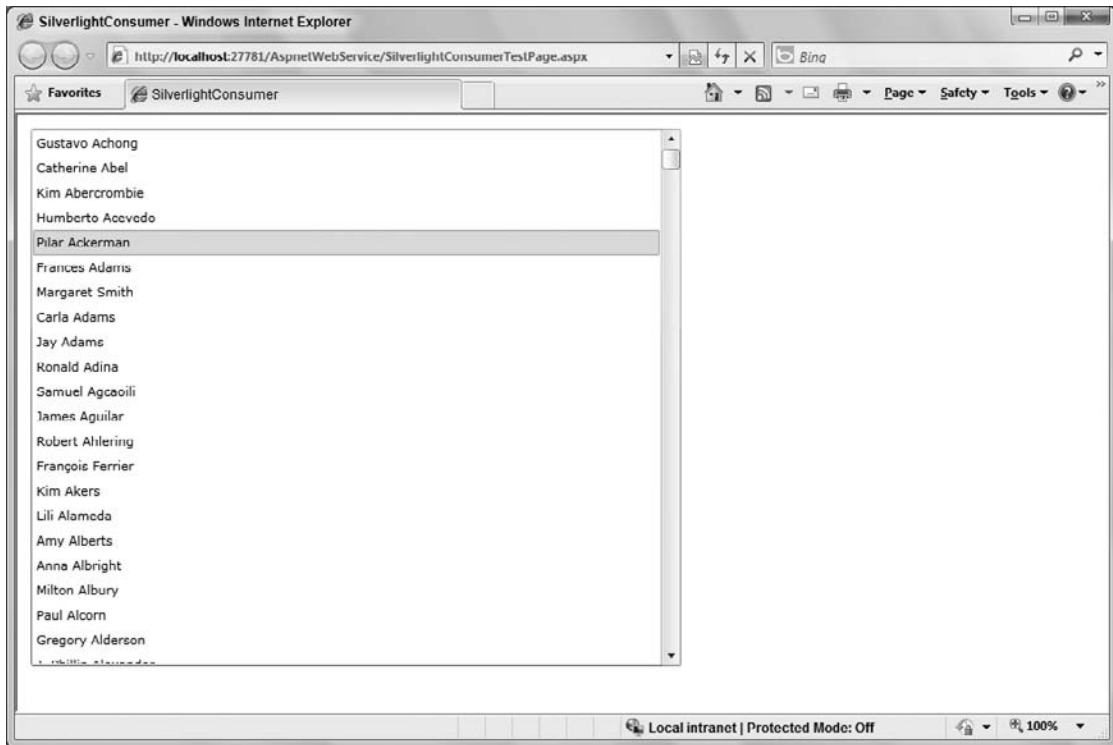 SilverlightConsumer - Windows Internet Explorer
http://localhost:27781/AspnetWebService/SilverlightConsumerTestPage.aspx
Bing
Favorites
SilverlightConsumer
Page
Safety
Tools
Gustavo Achong
Catherine Abel
Kim Abercrombie
Humberto Acevedo
Pilar Ackerman
Frances Adams
Margaret Smith
Carla Adams
Jay Adams
Ronald Adina
Samuel Agcaoili
James Aguilar
Robert Ahlering
François Ferrier
Kim Akers
Lili Alameda
Amy Alberts
Anna Albright
Milton Albury
Paul Alcorn
Gregory Alderson
Local intranet | Protected Mode: Off
100%